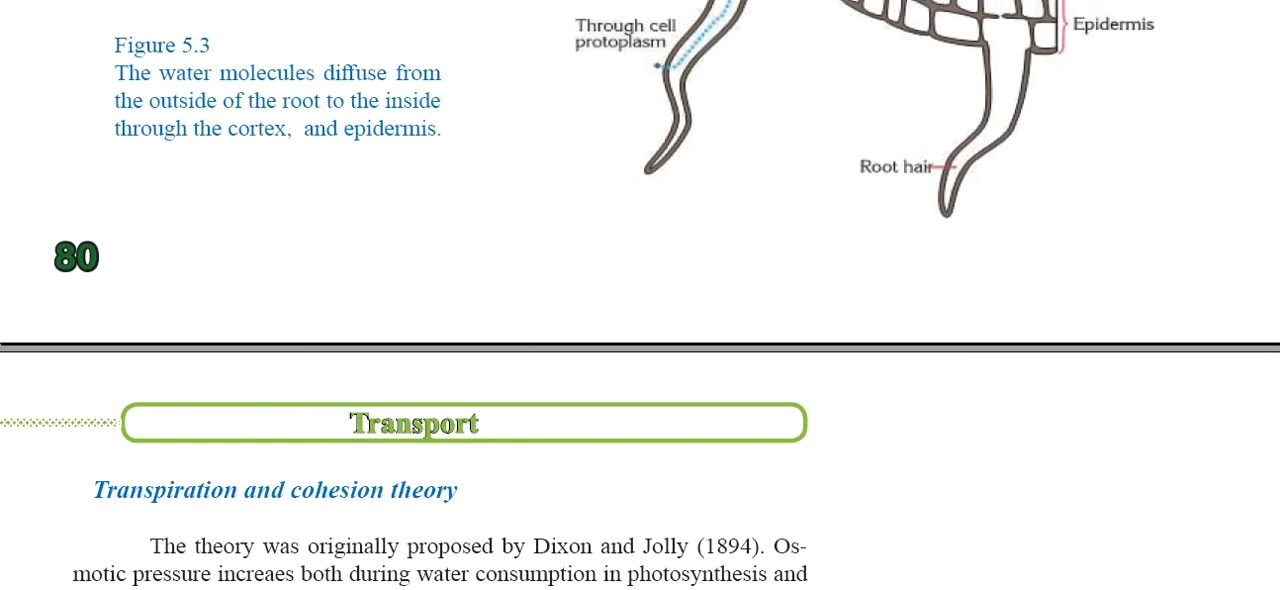 Through cell
protoplasm
Epidermis
Figure 5.3
The water molecules diffuse from
the outside of the root to the inside
through the cortex, and epidermis.
Root hair
80
Transport
Transpiration and cohesion theory
The theory was originally proposed by Dixon and Jolly (1894). Os-
motic pressure increaes both during water consumption in photosynthesis and